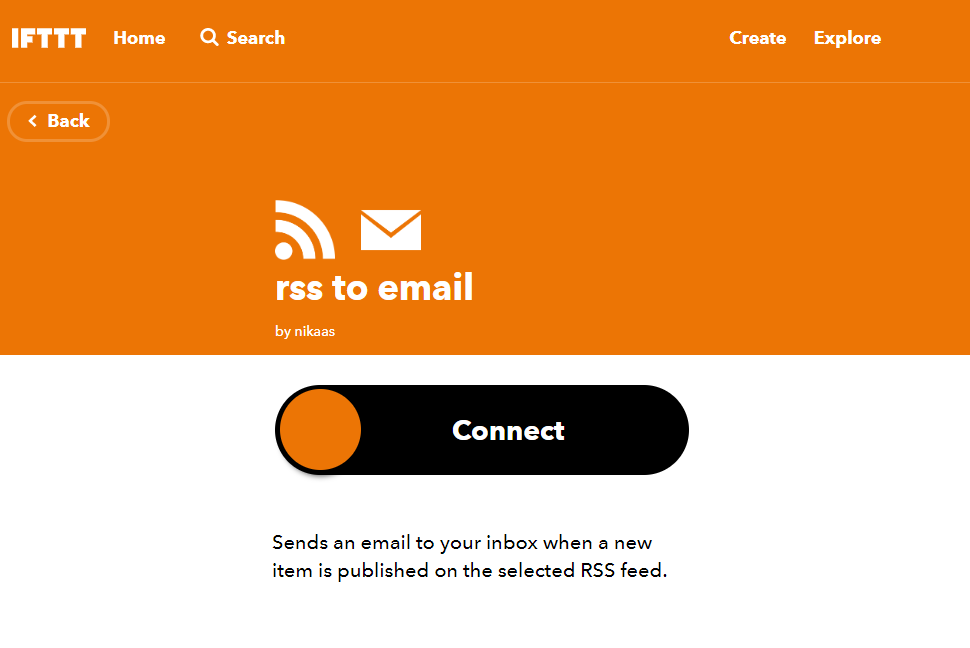 IFTTT Home Search Create Explore
Back
rss to email
by nikaas
Connect
Sends an email to your inbox when a new
item is published on the selected RSS feed.